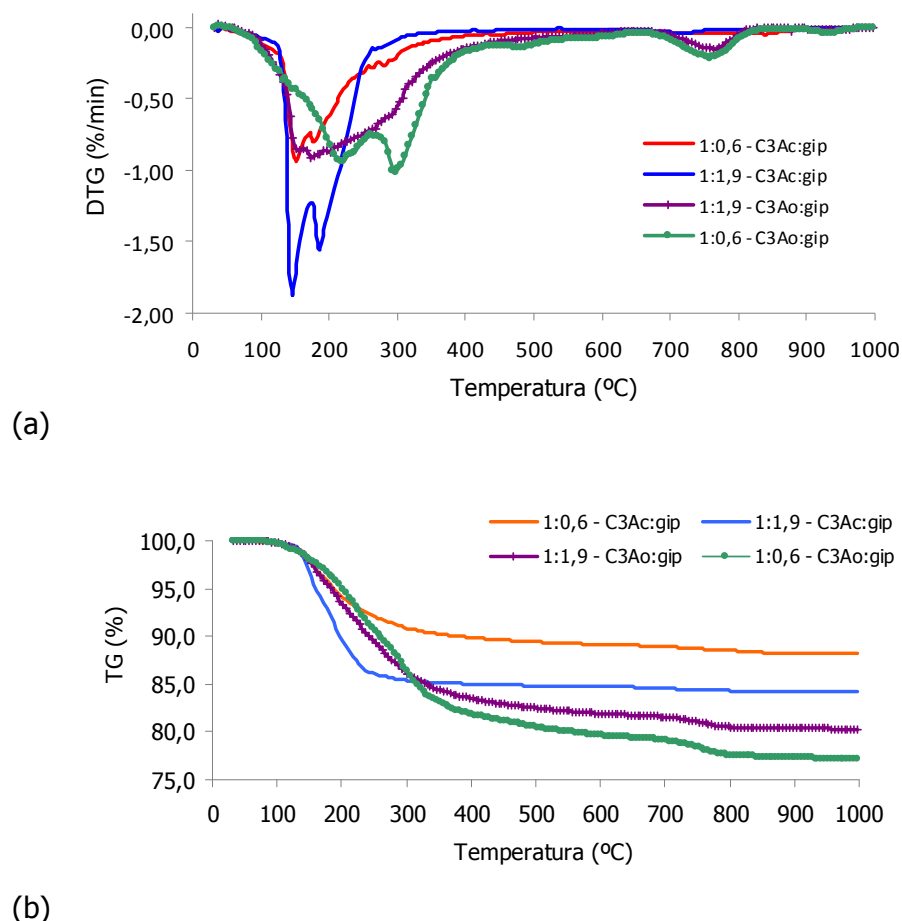 0,00
-0,50
-1,00
-1,50
-2,00
DTG (%/min)
1:0,6 - C3Ac:gip
1:1,9 - C3Ac:gip
1:1,9 - C3Ao:gip
1:0,6 - C3Ao:gip
0 100 200 300 400 500 600 700 800 900 1000
Temperatura (ºC)
(a)
1:0,6 - C3Ac:gip 1:1,9 - C3Ac:gip
1:1,9 - C3Ao:gip 1:0,6 - C3Ao:gip
100,0
95,0
90,0
85,0
80,0
75,0
TG (%)
0 100 200 300 400 500 600 700 800 900 1000
Temperatura (ºC)
(b)